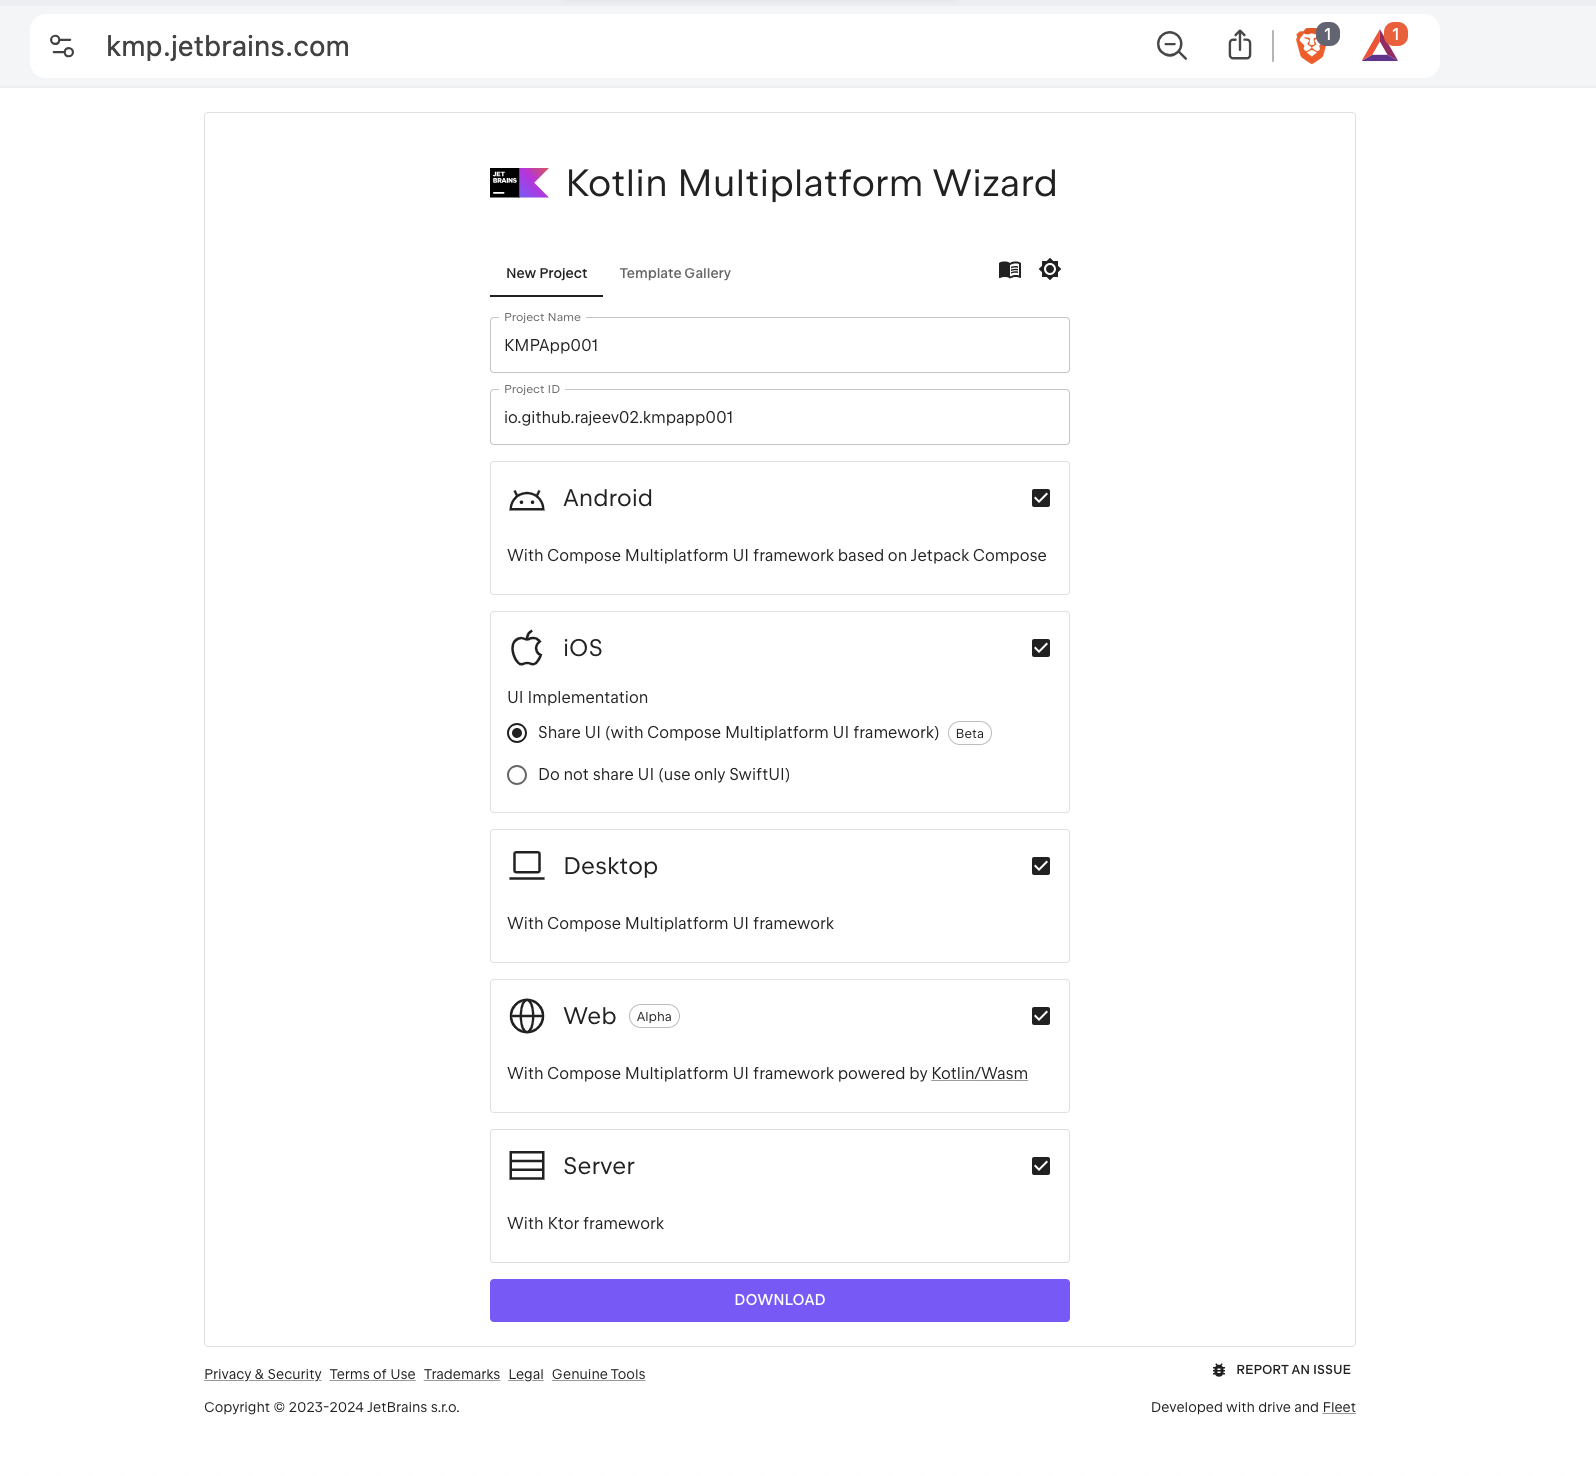 kmp.jetbrains.com
1
1
JET
BRAINS
Kotlin Multiplatform Wizard
New Project
Template Gallery
Project Name
KMPApp001
Project ID
io.github.rajeev02.kmpapp001
Android
With Compose Multiplatform UI framework based on Jetpack Compose
iOS
UI Implementation
Share UI (with Compose Multiplatform UI framework) Beta
Do not share UI (use only SwiftUI)
Desktop
With Compose Multiplatform UI framework
Web Alpha
With Compose Multiplatform UI framework powered by Kotlin/Wasm
Server
With Ktor framework
DOWNLOAD
Privacy & Security Terms of Use Trademarks Legal Genuine Tools
REPORT AN ISSUE
Copyright © 2023-2024 JetBrains s.r.o.
Developed with drive and Fleet